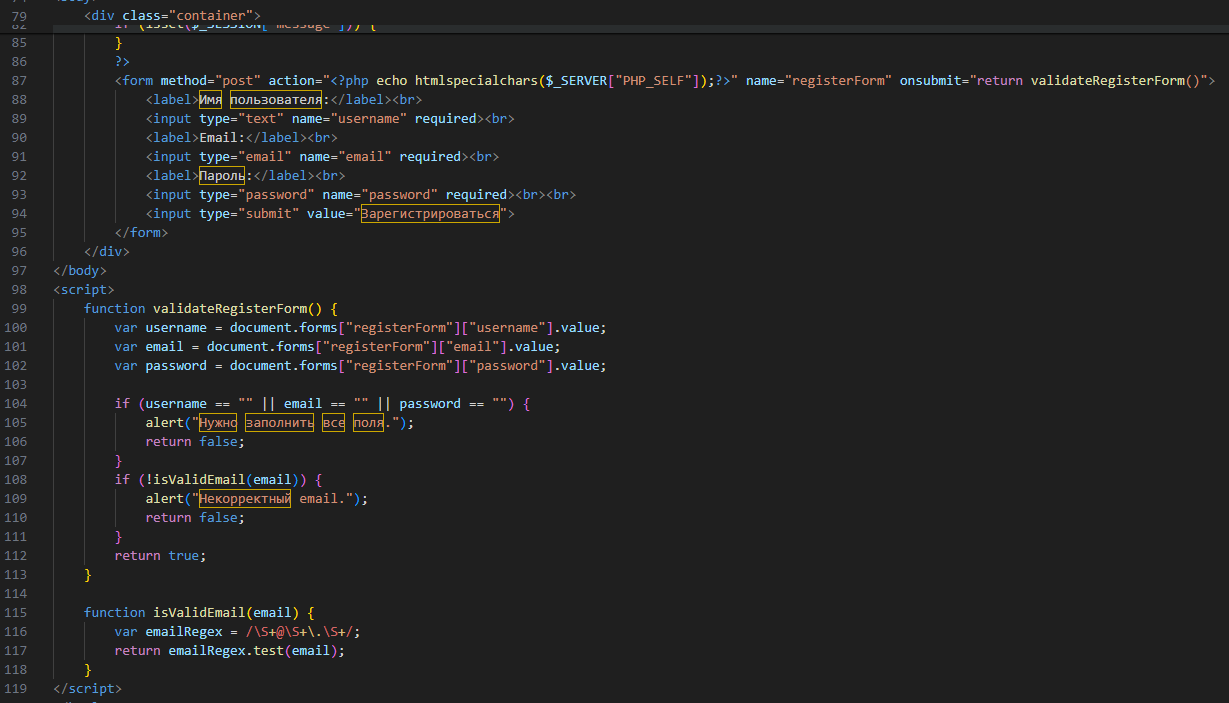 79 <div class="container">
82 if (isset($_SESSION['message'])) {
85 }
86 ?>
87 <form method="post" action="<?php echo htmlspecialchars($_SERVER["PHP_SELF"]);?>" name="registerForm" onsubmit="return validateRegisterForm()">
88 <label>Имя пользователя:</label><br>
89 <input type="text" name="username" required><br>
90 <label>Email:</label><br>
91 <input type="email" name="email" required><br>
92 <label>Пароль:</label><br>
93 <input type="password" name="password" required><br><br>
94 <input type="submit" value="Зарегистрироваться">
95 </form>
96 </div>
97 </body>
98 <script>
99 function validateRegisterForm() {
100 var username = document.forms["registerForm"]["username"].value;
101 var email = document.forms["registerForm"]["email"].value;
102 var password = document.forms["registerForm"]["password"].value;
103
104 if (username == "" || email == "" || password == "") {
105 alert("Нужно заполнить все поля.");
106 return false;
107 }
108 if (!isValidEmail(email)) {
109 alert("Некорректный email.");
110 return false;
111 }
112 return true;
113 }
114
115 function isValidEmail(email) {
116 var emailRegex = /\S+@\S+\.\S+/;
117 return emailRegex.test(email);
118 }
119 </script>